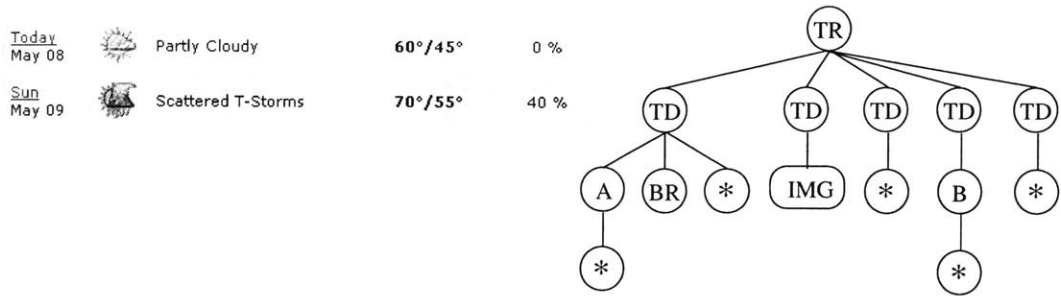 Today
May 08
Partly Cloudy
60°/45°
0 %
Sun
May 09
Scattered T-Storms
70°/55°
40 %
TR
TD TD TD TD TD
A BR * IMG * B *
* *